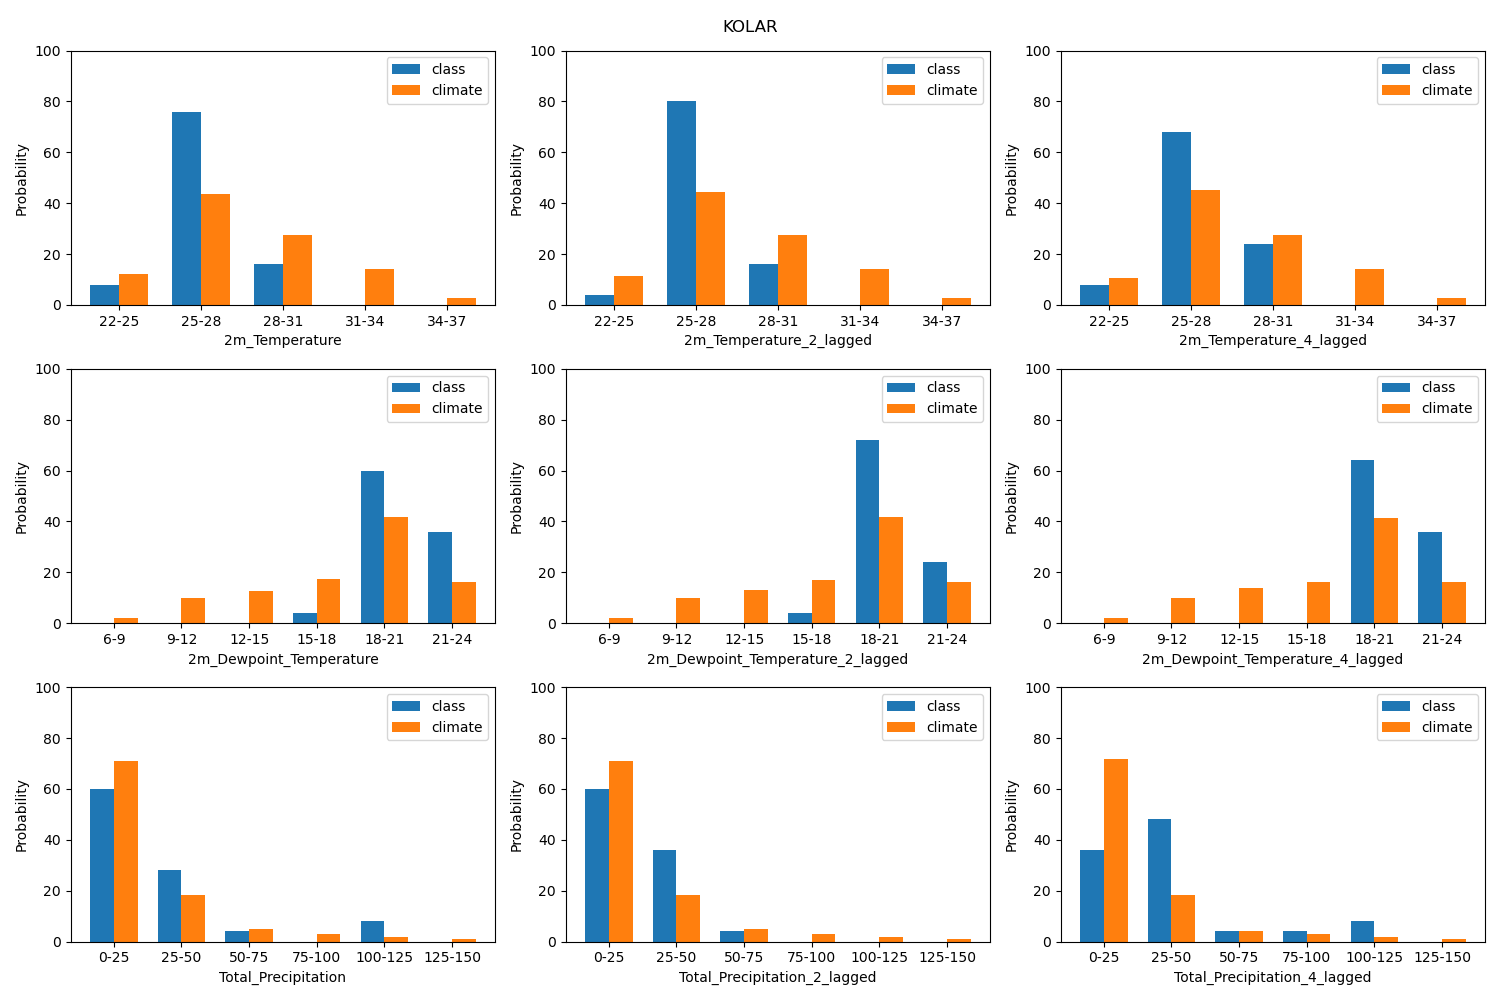 KOLAR
100
80
60
40
20
0
Probability
class
climate
22-25 25-28 28-31 31-34 34-37
2m_Temperature
100
80
60
40
20
0
Probability
class
climate
22-25 25-28 28-31 31-34 34-37
2m_Temperature_2_lagged
100
80
60
40
20
0
Probability
class
climate
22-25 25-28 28-31 31-34 34-37
2m_Temperature_4_lagged
100
80
60
40
20
0
Probability
class
climate
6-9 9-12 12-15 15-18 18-21 21-24
2m_Dewpoint_Temperature
100
80
60
40
20
0
Probability
class
climate
6-9 9-12 12-15 15-18 18-21 21-24
2m_Dewpoint_Temperature_2_lagged
100
80
60
40
20
0
Probability
class
climate
6-9 9-12 12-15 15-18 18-21 21-24
2m_Dewpoint_Temperature_4_lagged
100
80
60
40
20
0
Probability
class
climate
0-25 25-50 50-75 75-100 100-125 125-150
Total_Precipitation
100
80
60
40
20
0
Probability
class
climate
0-25 25-50 50-75 75-100 100-125 125-150
Total_Precipitation_2_lagged
100
80
60
40
20
0
Probability
class
climate
0-25 25-50 50-75 75-100 100-125 125-150
Total_Precipitation_4_lagged